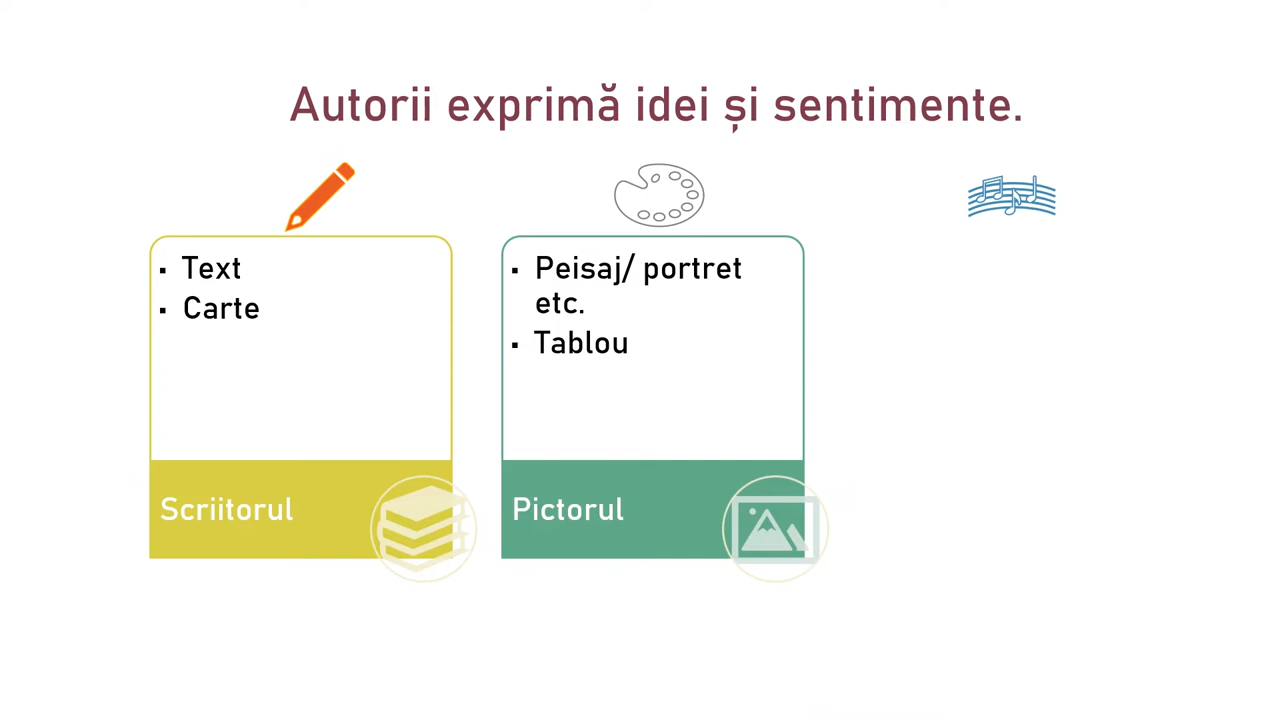 Autorii exprimă idei și sentimente.
▪ Text
▪ Carte
Scriitorul
▪ Peisaj/ portret
etc.
▪ Tablou
Pictorul